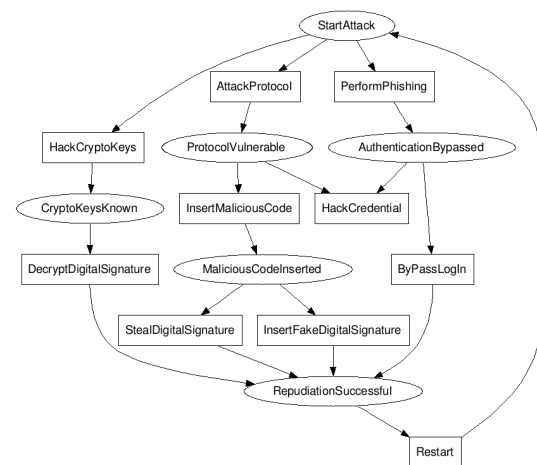 StartAttack
AttackProtocol
PerformPhishing
HackCryptoKeys
ProtocolVulnerable
AuthenticationBypassed
CryptoKeysKnown
InsertMaliciousCode
HackCredential
DecryptDigitalSignature
MaliciousCodeInserted
ByPassLogIn
StealDigitalSignature
InsertFakeDigitalSignature
RepudiationSuccessful
Restart